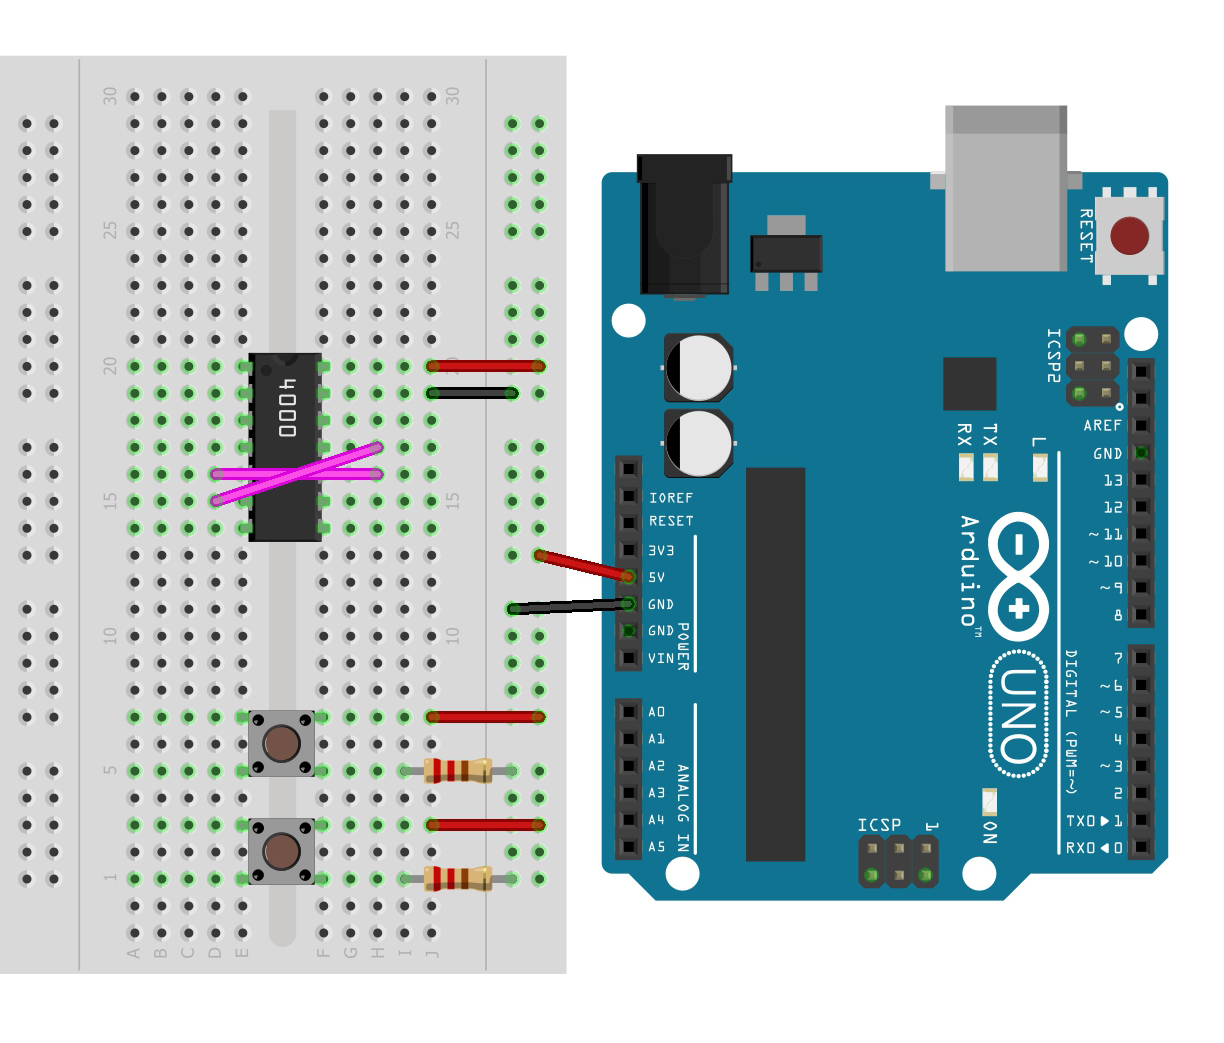 30
30
25
25
20
15
15
10
10
5
1
A B C D E F G H I J
4000
RESET
ICSP2
AREF
GND
13
12
~11
~10
~9
8
7
~6
~5
4
~3
2
TX0▶1
RX0◀0
RX
TX
L
IOREF
RESET
3V3
5V
GND
GND
VIN
POWER
A0
A1
A2
A3
A4
A5
ANALOG IN
Arduino™
UNO
DIGITAL (PWM=~)
ON
ICSP
1